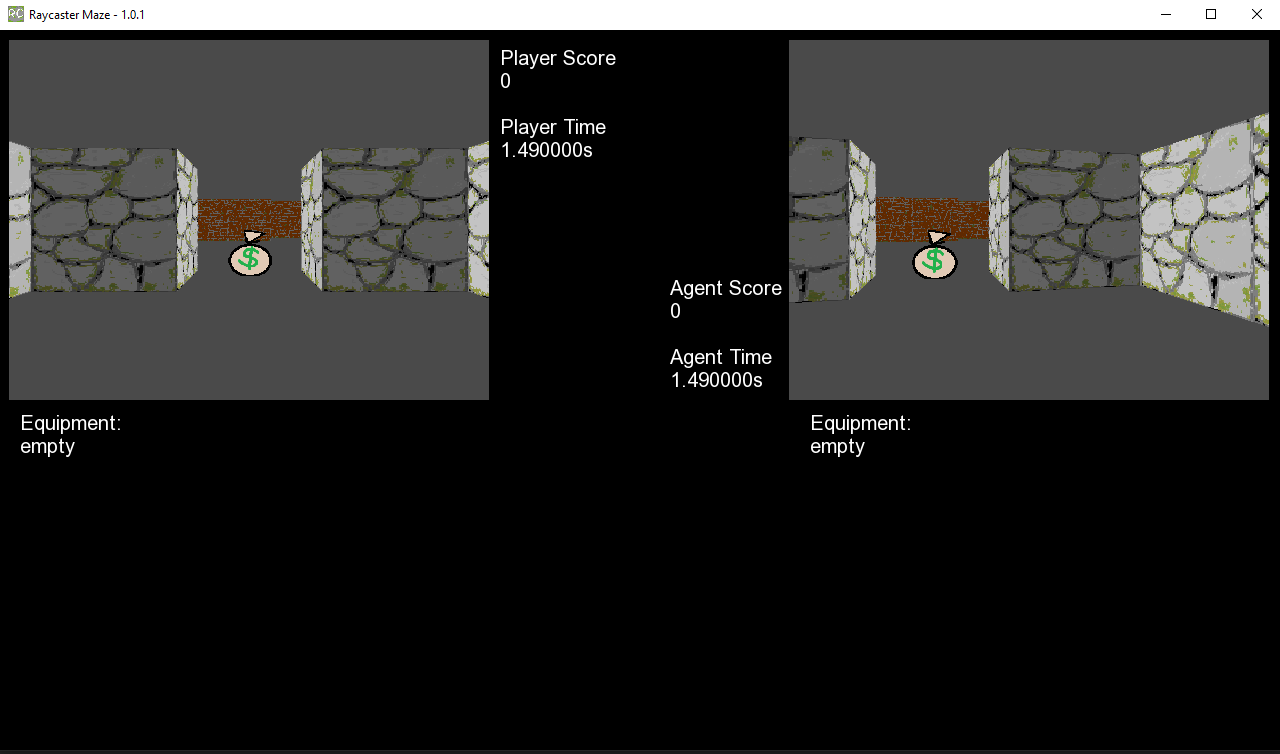 RC Raycaster Maze - 1.0.1
Player Score
0
Player Time
1.490000s
$
$
Agent Score
0
Agent Time
1.490000s
Equipment:
empty
Equipment:
empty